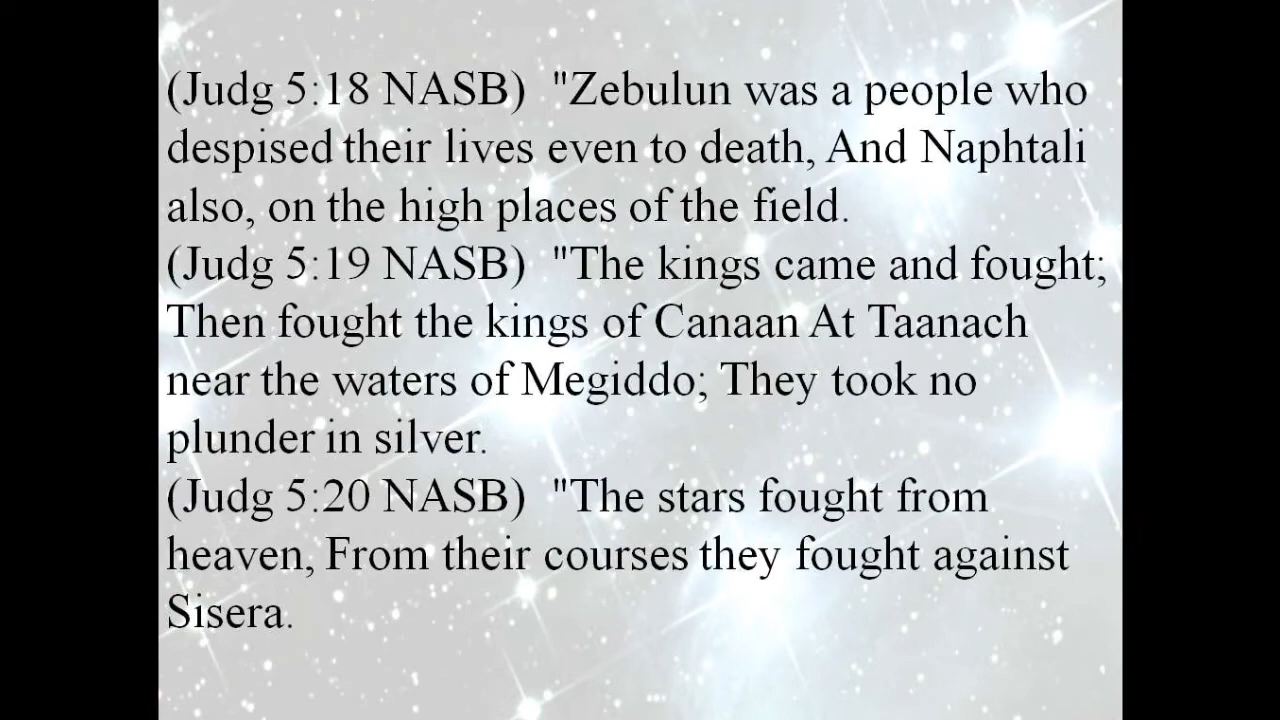 (Judg 5:18 NASB)  "Zebulun was a people who
despised their lives even to death, And Naphtali
also, on the high places of the field.
(Judg 5:19 NASB)  "The kings came and fought;
Then fought the kings of Canaan At Taanach
near the waters of Megiddo; They took no
plunder in silver.
(Judg 5:20 NASB)  "The stars fought from
heaven, From their courses they fought against
Sisera.